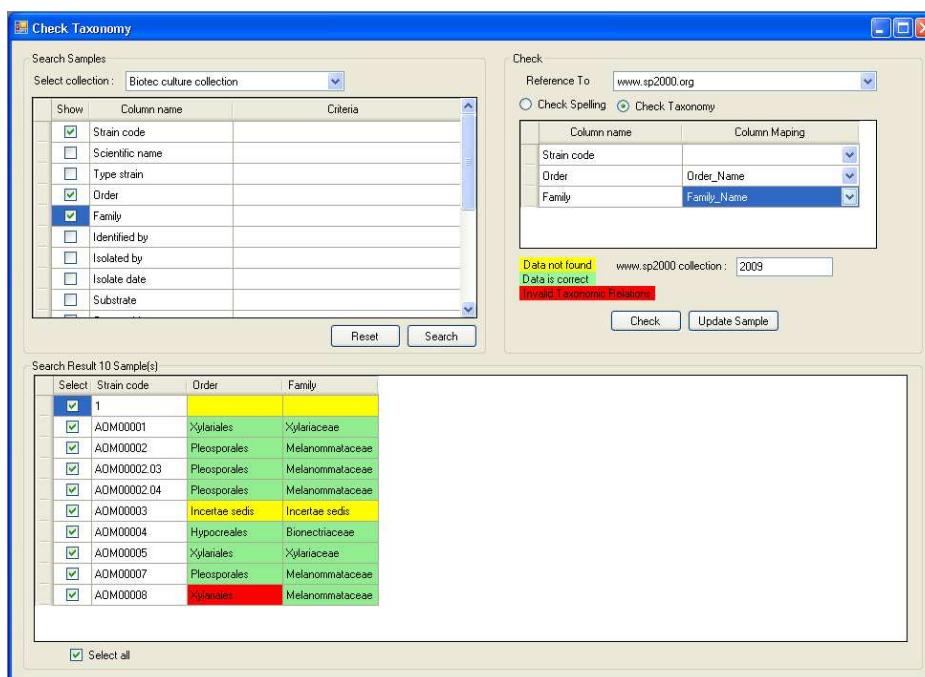 Check Taxonomy
Search Samples
Select collection : Biotec culture collection
Show Column name Criteria
Strain code
Scientific name
Type strain
Order
Family
Identified by
Isolated by
Isolate date
Substrate
Reset Search
Check
Reference To www.sp2000.org
Check Spelling Check Taxonomy
Column name Column Maping
Strain code
Order Order_Name
Family Family_Name
Data not found www.sp2000 collection : 2009
Data is correct
Invalid Taxonomic Relations
Check Update Sample
Search Result 10 Sample(s)
Select Strain code Order Family
1
AOM00001 Xylariales Xylariaceae
AOM00002 Pleosporales Melanommataceae
AOM00002.03 Pleosporales Melanommataceae
AOM00002.04 Pleosporales Melanommataceae
AOM00003 Incertae sedis Incertae sedis
AOM00004 Hypocreales Bionectriaceae
AOM00005 Xylariales Xylariaceae
AOM00007 Pleosporales Melanommataceae
AOM00008 Melanommataceae
Select all